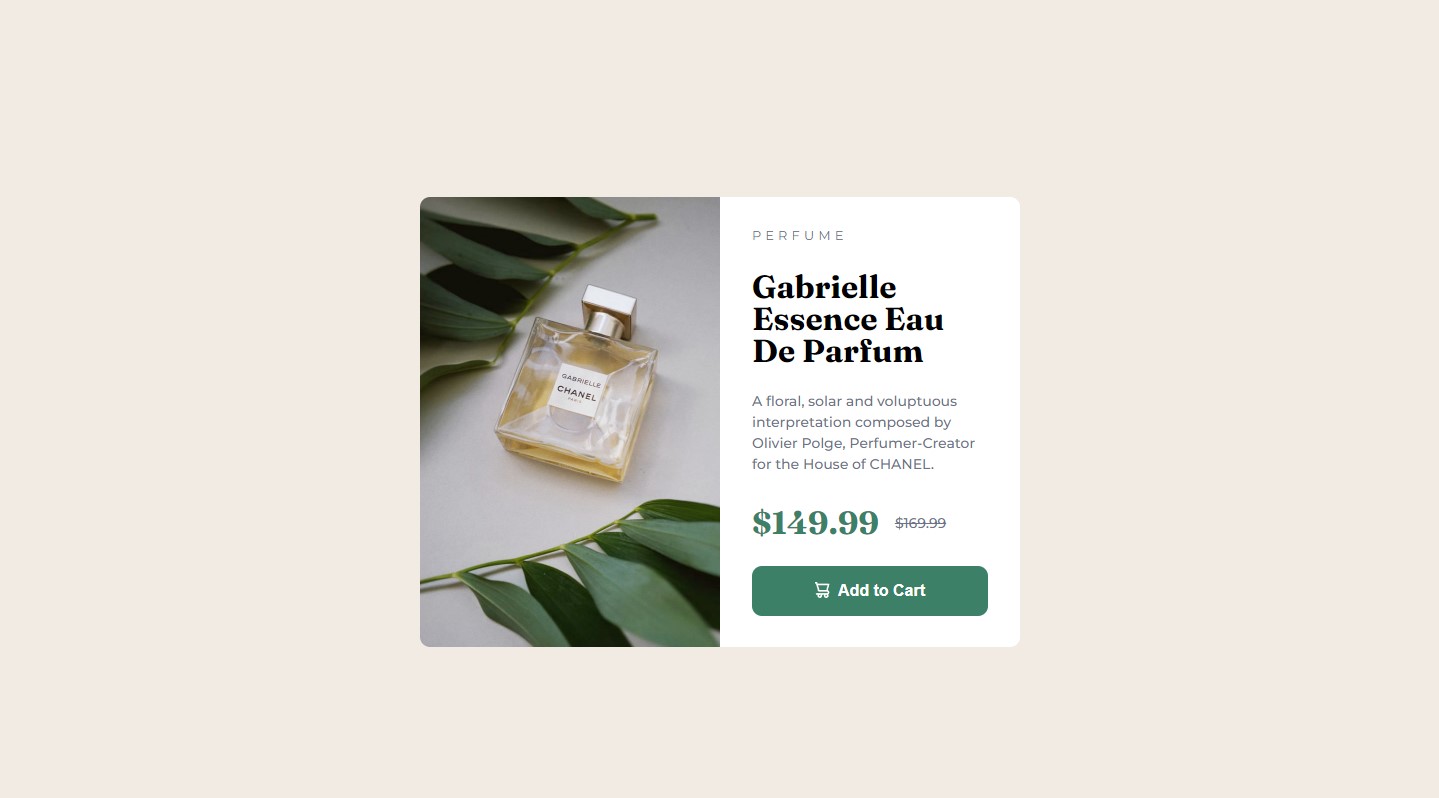 PERFUME
Gabrielle
Essence Eau
De Parfum
A floral, solar and voluptuous
interpretation composed by
Olivier Polge, Perfumer-Creator
for the House of CHANEL.
$149.99 $169.99
Add to Cart
GABRIELLE
CHANEL
PARIS